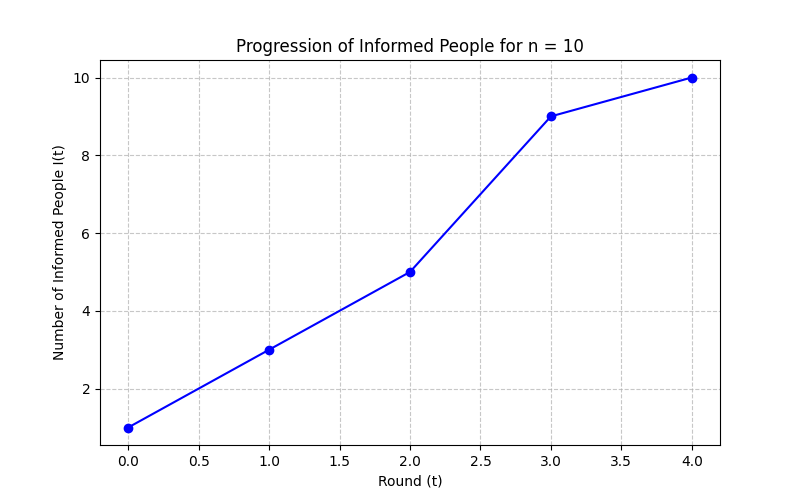 Progression of Informed People for n = 10
Number of Informed People I(t)
10
8
6
4
2
0.0 0.5 1.0 1.5 2.0 2.5 3.0 3.5 4.0
Round (t)